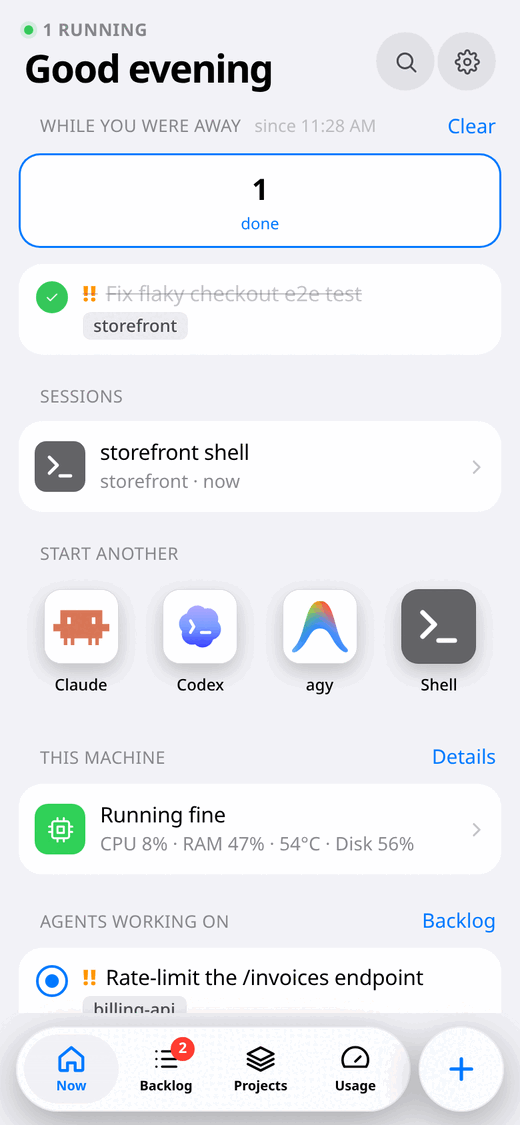 1 RUNNING
Good evening
WHILE YOU WERE AWAY since 11:28 AM Clear
1
done
!! Fix flaky checkout e2e test
storefront
SESSIONS
storefront shell
storefront · now
START ANOTHER
Claude Codex agy Shell
THIS MACHINE Details
Running fine
CPU 8% · RAM 47% · 54°C · Disk 56%
AGENTS WORKING ON Backlog
!! Rate-limit the /invoices endpoint
billing-api
2
Now Backlog Projects Usage